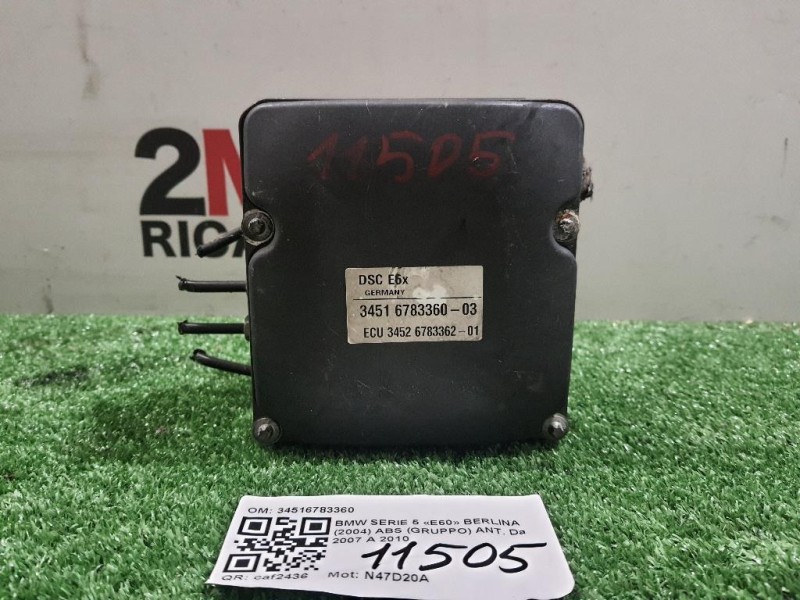 2M
RICA
11505
DSC E6x
GERMANY
3451 6783360-03
ECU 3452 6783362-01
OM: 34516783360
BMW SERIE 5 «E60» BERLINA
(2004) ABS (GRUPPO) ANT. Da
2007 A 2010
11505
QR: caf2436 Mot: N47D20A